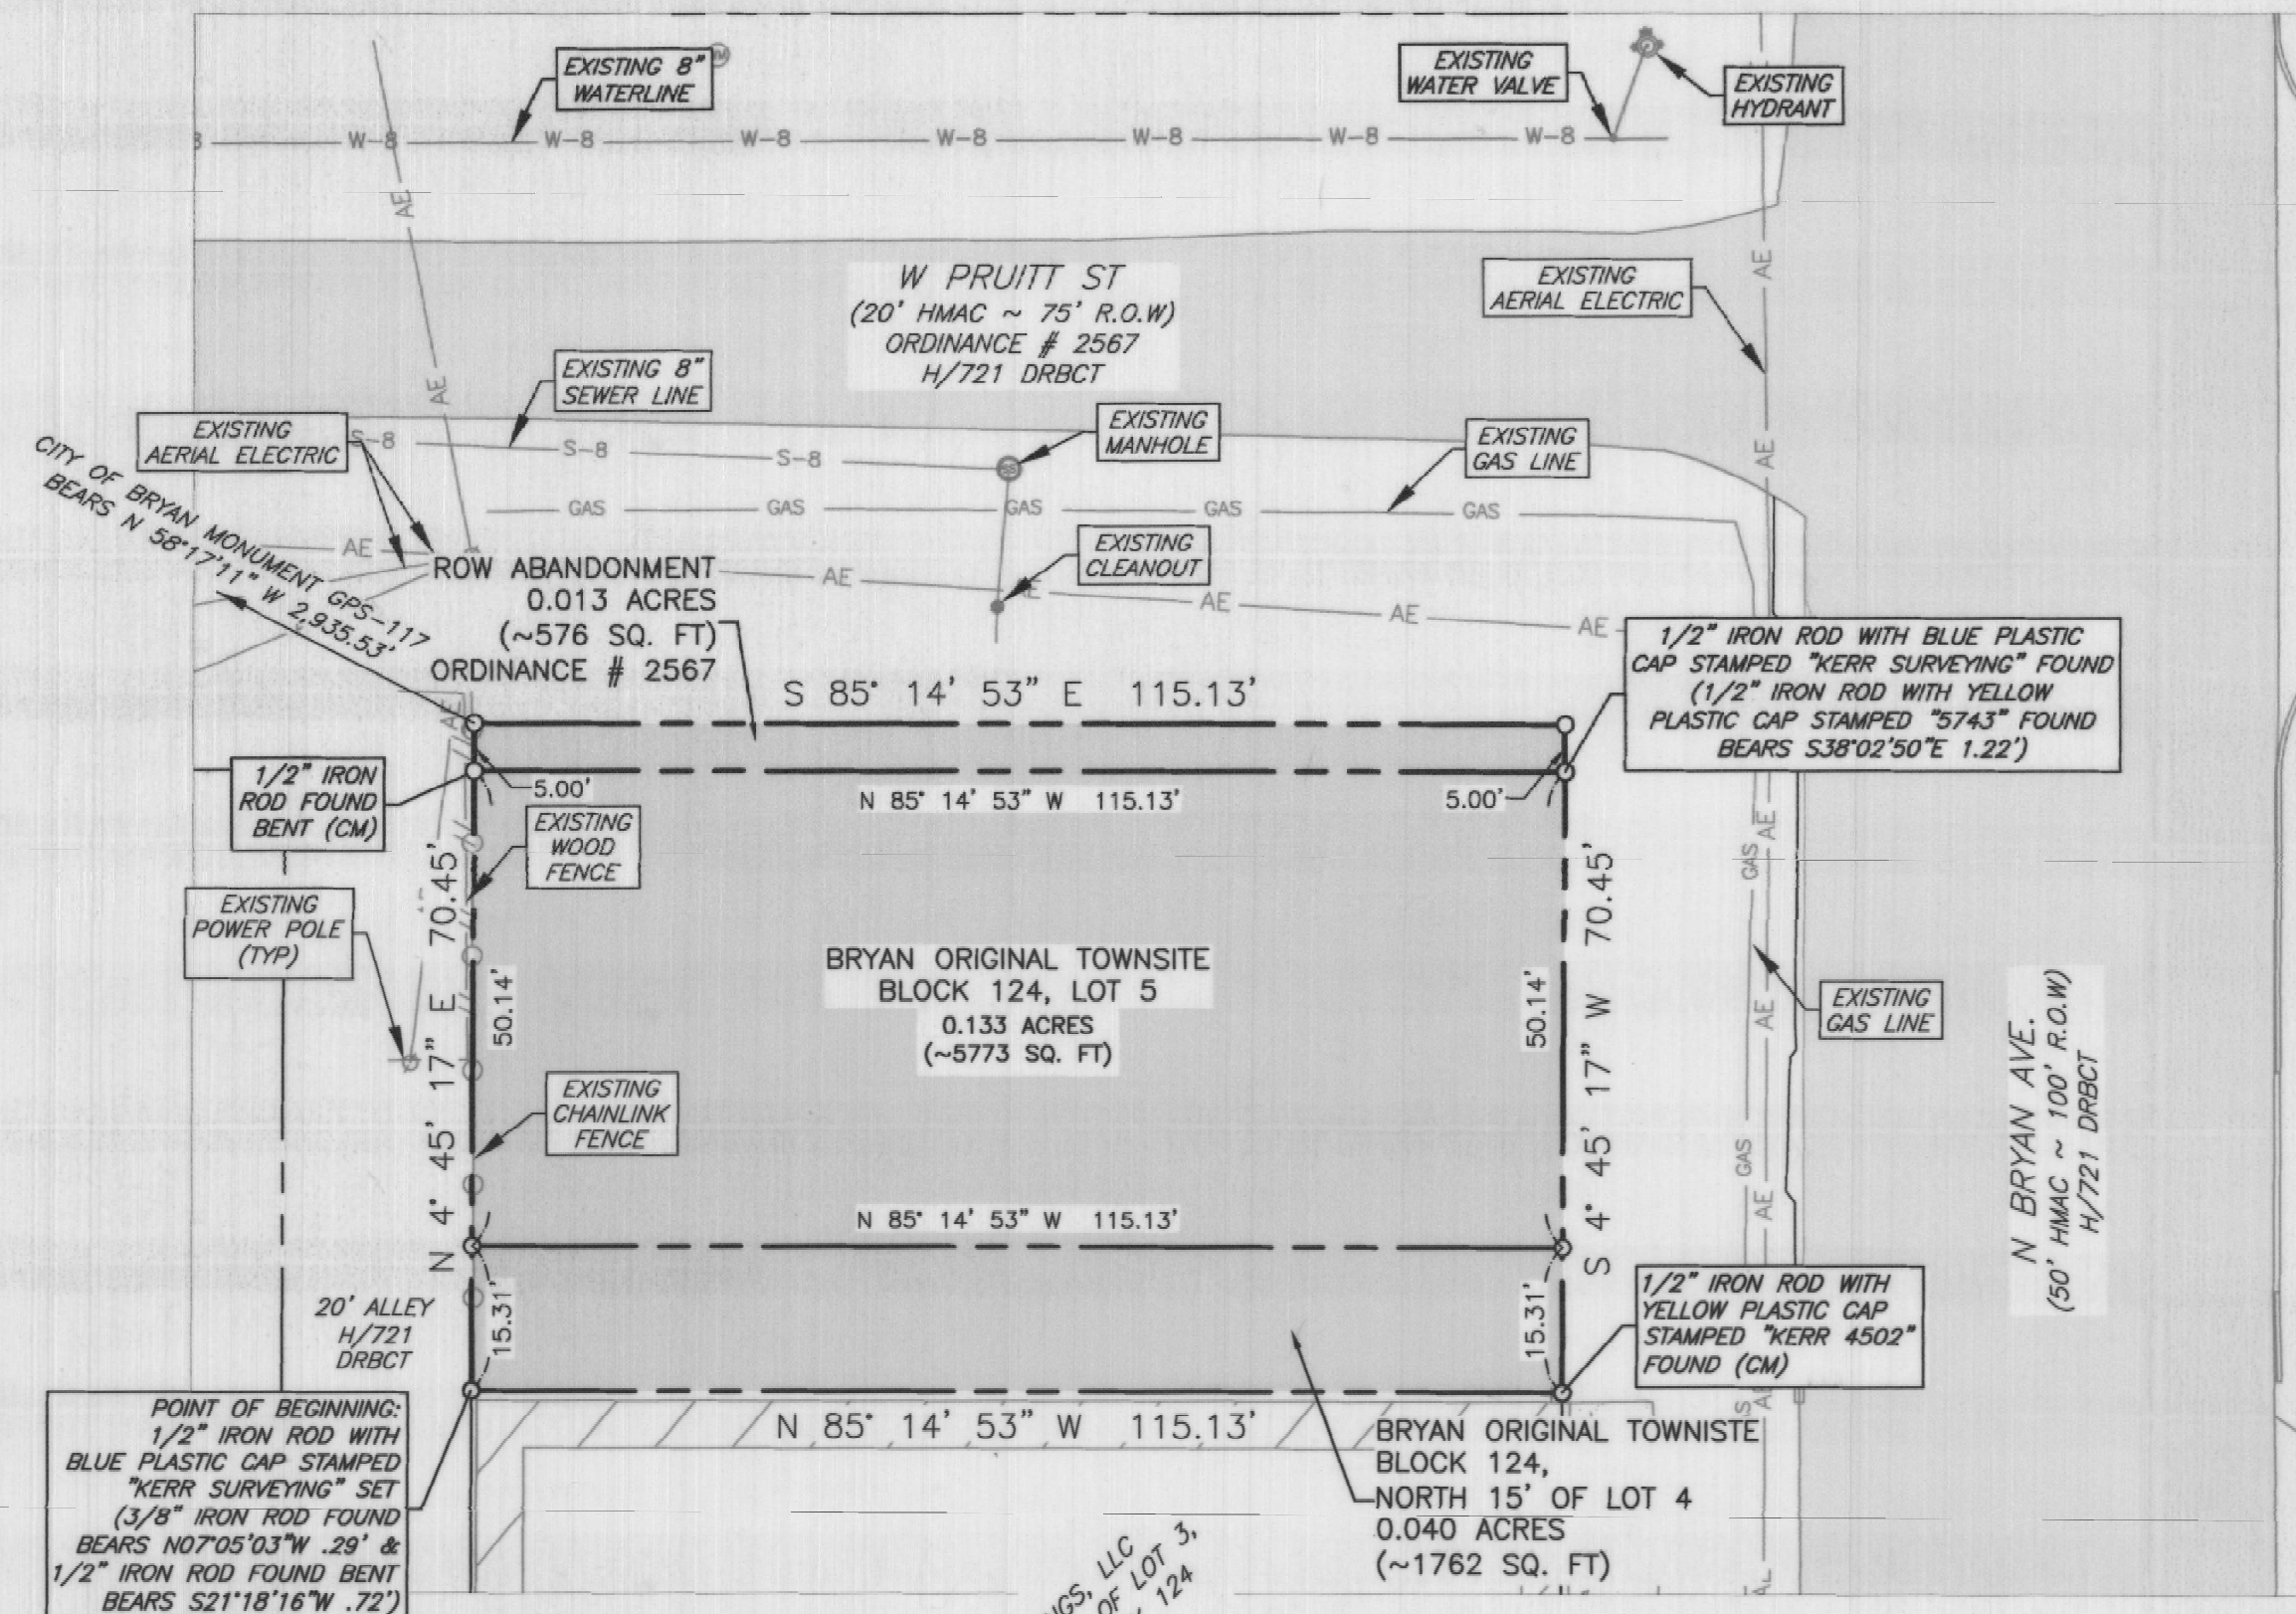 EXISTING 8"
WATERLINE
EXISTING
WATER VALVE
EXISTING
HYDRANT
W-8 W-8 W-8 W-8 W-8 W-8 W-8
AE
AE
W PRUITT ST
(20' HMAC ~ 75' R.O.W)
ORDINANCE # 2567
H/721 DRBCT
EXISTING
AERIAL ELECTRIC
EXISTING 8"
SEWER LINE
AE
EXISTING
AERIAL ELECTRIC
S-8 S-8 S-8
SS
EXISTING
MANHOLE
EXISTING
GAS LINE
AE
GAS GAS GAS GAS GAS
CITY OF BRYAN MONUMENT GPS-117
BEARS N 58°17'11" W 2,935.53'
AE AE AE AE AE AE
EXISTING
CLEANOUT
ROW ABANDONMENT
0.013 ACRES
(~576 SQ. FT)
ORDINANCE # 2567
1/2" IRON ROD WITH BLUE PLASTIC
CAP STAMPED "KERR SURVEYING" FOUND
(1/2" IRON ROD WITH YELLOW
PLASTIC CAP STAMPED "5743" FOUND
BEARS S38°02'50"E 1.22')
S 85° 14' 53" E 115.13'
AE
1/2" IRON
ROD FOUND
BENT (CM)
5.00'
N 85° 14' 53" W 115.13'
5.00'
EXISTING
WOOD
FENCE
EXISTING
POWER POLE
(TYP)
N 4° 45' 17" E 70.45'
50.14'
BRYAN ORIGINAL TOWNSITE
BLOCK 124, LOT 5
0.133 ACRES
(~5773 SQ. FT)
50.14'
S 4° 45' 17" W 70.45'
GAS
AE
AE
EXISTING
GAS LINE
N BRYAN AVE.
(50' HMAC ~ 100' R.O.W)
H/721 DRBCT
EXISTING
CHAINLINK
FENCE
GAS
AE
N 85° 14' 53" W 115.13'
20' ALLEY
H/721
DRBCT
15.31'
15.31'
1/2" IRON ROD WITH
YELLOW PLASTIC CAP
STAMPED "KERR 4502"
FOUND (CM)
POINT OF BEGINNING:
1/2" IRON ROD WITH
BLUE PLASTIC CAP STAMPED
"KERR SURVEYING" SET
(3/8" IRON ROD FOUND
BEARS N07°05'03"W .29' &
1/2" IRON ROD FOUND BENT
BEARS S21°18'16"W .72')
N 85° 14' 53" W 115.13'
BRYAN ORIGINAL TOWNISTE
BLOCK 124,
NORTH 15' OF LOT 4
0.040 ACRES
(~1762 SQ. FT)
LLC
OF LOT 3,
124